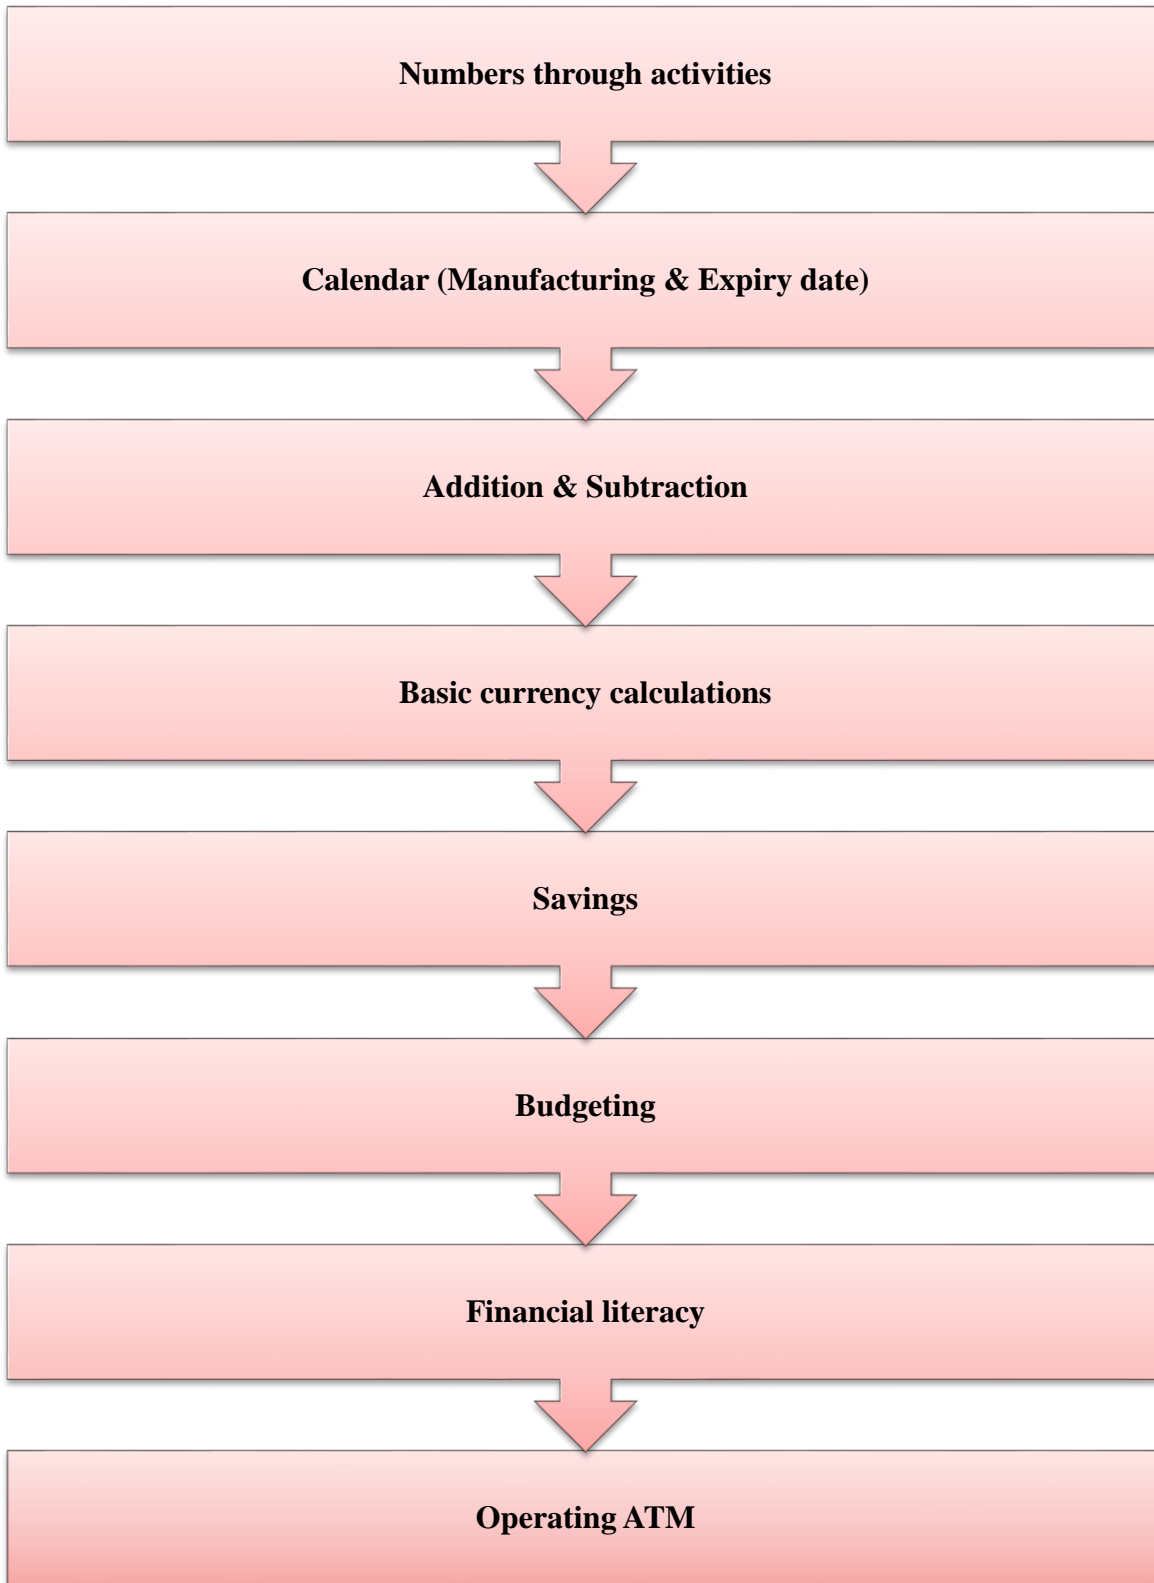 Numbers through activities
Calendar (Manufacturing & Expiry date)
Addition & Subtraction
Basic currency calculations
Savings
Budgeting
Financial literacy
Operating ATM